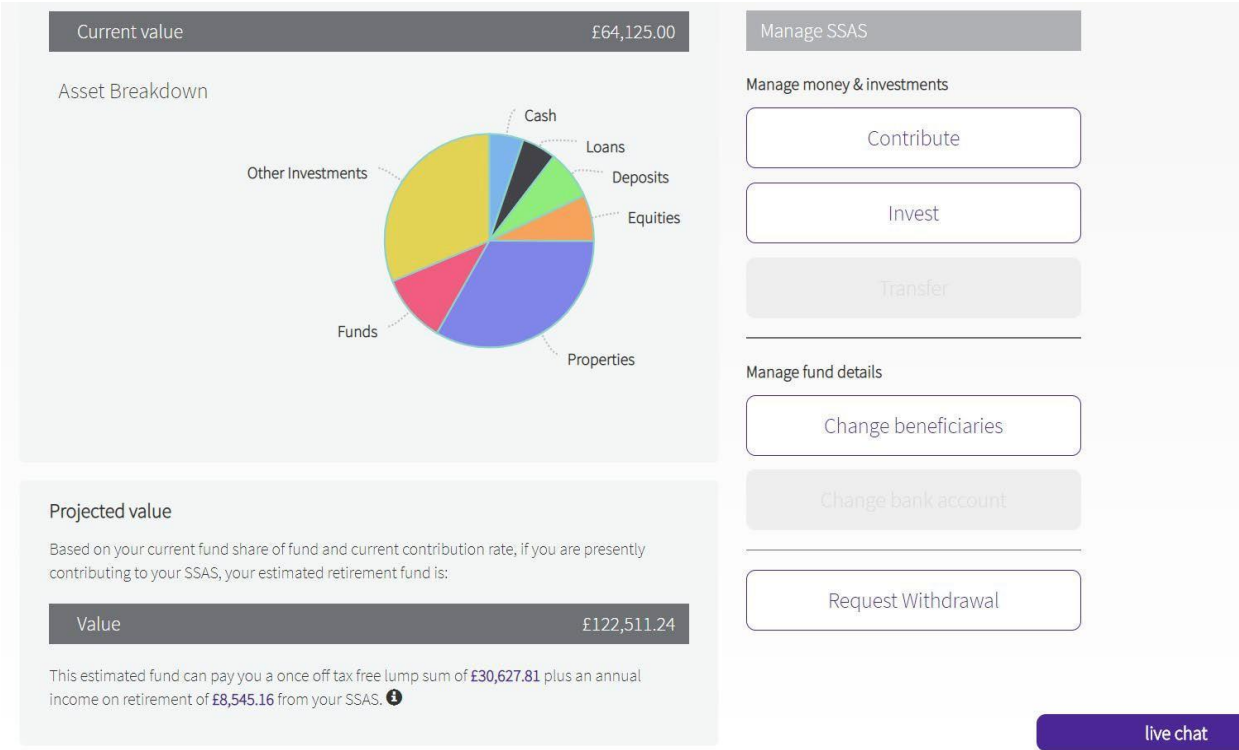 Current value £64,125.00
Asset Breakdown
Cash
Loans
Deposits
Equities
Properties
Funds
Other Investments
Projected value
Based on your current fund share of fund and current contribution rate, if you are presently
contributing to your SSAS, your estimated retirement fund is:
Value £122,511.24
This estimated fund can pay you a once off tax free lump sum of £30,627.81 plus an annual
income on retirement of £8,545.16 from your SSAS.
Manage SSAS
Manage money & investments
Contribute
Invest
Transfer
Manage fund details
Change beneficiaries
Change bank account
Request Withdrawal
live chat